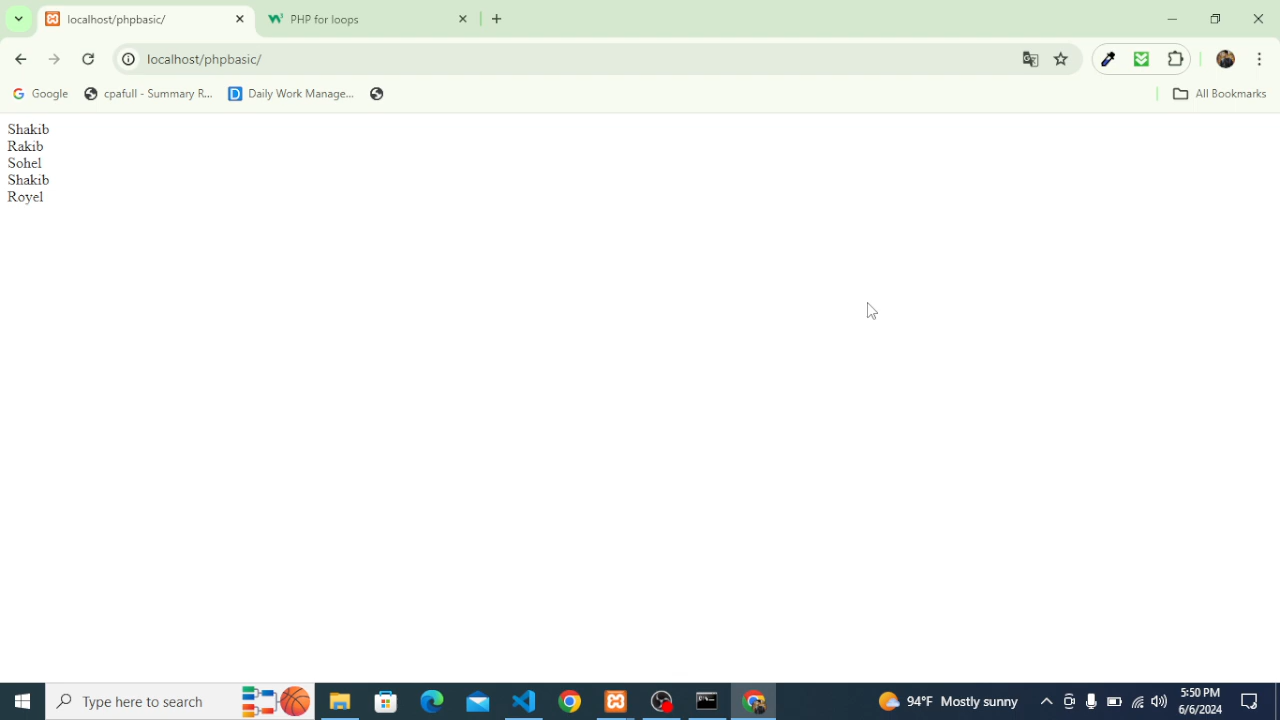 localhost/phpbasic/
PHP for loops
localhost/phpbasic/
Google
cpafull - Summary R...
Daily Work Manage...
All Bookmarks
Shakib
Rakib
Sohel
Shakib
Royel
Type here to search
94°F Mostly sunny
5:50 PM
6/6/2024